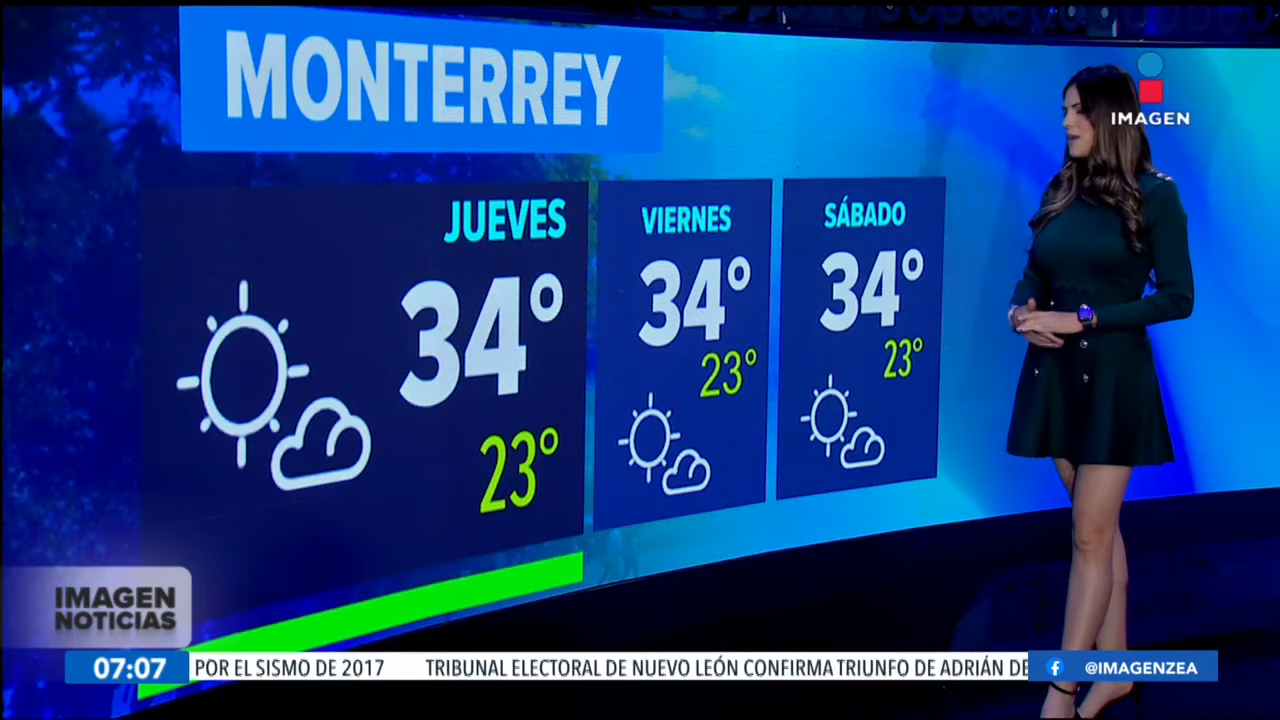 MONTERREY
IMAGEN
JUEVES
34°
23°
VIERNES
34°
23°
SÁBADO
34°
23°
IMAGEN
NOTICIAS
07:07
POR EL SISMO DE 2017 TRIBUNAL ELECTORAL DE NUEVO LEÓN CONFIRMA TRIUNFO DE ADRIÁN DE
@IMAGENZEA